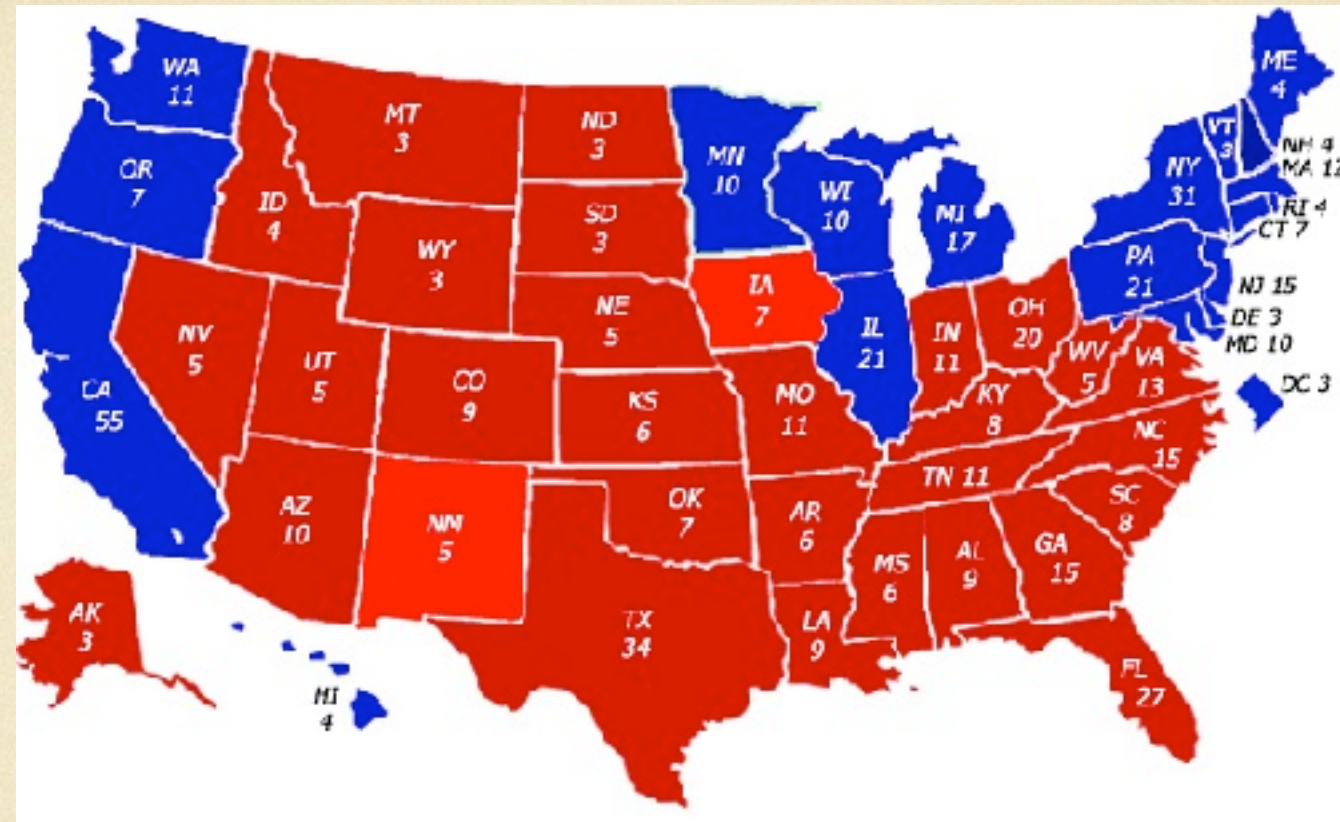 WA
11
OR
7
CA
55
NV
5
ID
4
MT
3
WY
3
UT
5
CO
9
AZ
10
NM
5
ND
3
SD
3
NE
5
KS
6
OK
7
TX
34
MN
10
IA
7
MO
11
AR
6
LA
9
WI
10
IL
21
MI
17
IN
11
OH
20
KY
8
TN 11
MS
6
AL
9
GA
15
FL
27
SC
8
NC
15
VA
13
WV
5
PA
21
NY
31
VT
3
ME
4
NH 4
MA 12
RI 4
CT 7
NJ 15
DE 3
MD 10
DC 3
AK
3
HI
4